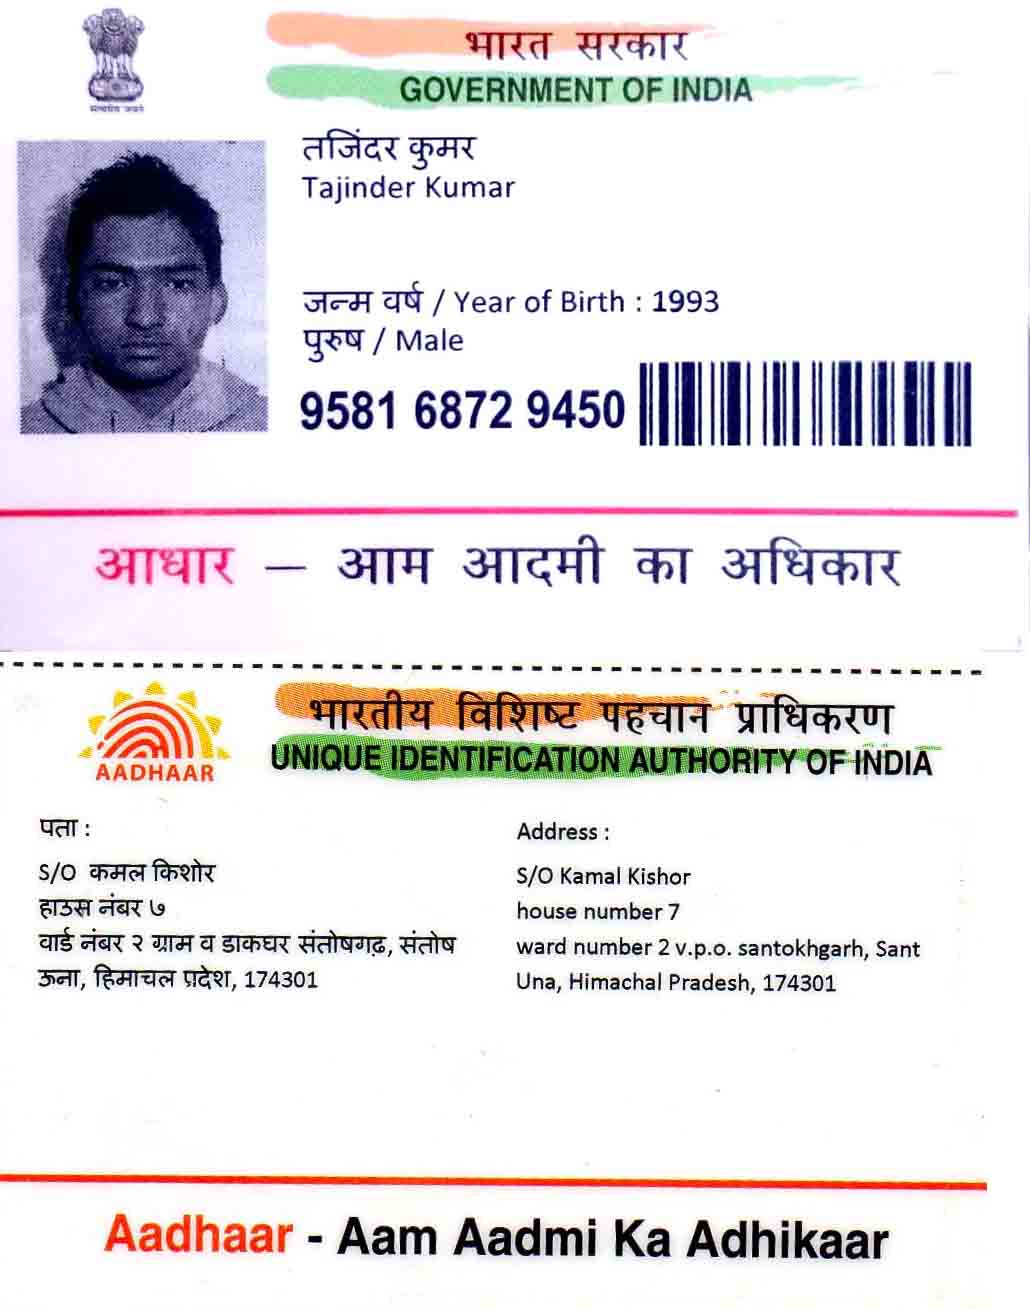 भारत सरकार
GOVERNMENT OF INDIA
तजिंदर कुमर
Tajinder Kumar
जन्म वर्ष / Year of Birth : 1993
पुरुष / Male
9581 6872 9450
आधार – आम आदमी का अधिकार
AADHAAR
भारतीय विशिष्ट पहचान प्राधिकरण
UNIQUE IDENTIFICATION AUTHORITY OF INDIA
पता :
S/O कमल किशोर
हाउस नंबर ७
वार्ड नंबर २ ग्राम व डाकघर संतोषगढ़, संतोष
ऊना, हिमाचल प्रदेश, 174301
Address :
S/O Kamal Kishor
house number 7
ward number 2 v.p.o. santokhgarh, Sant
Una, Himachal Pradesh, 174301
Aadhaar - Aam Aadmi Ka Adhikaar